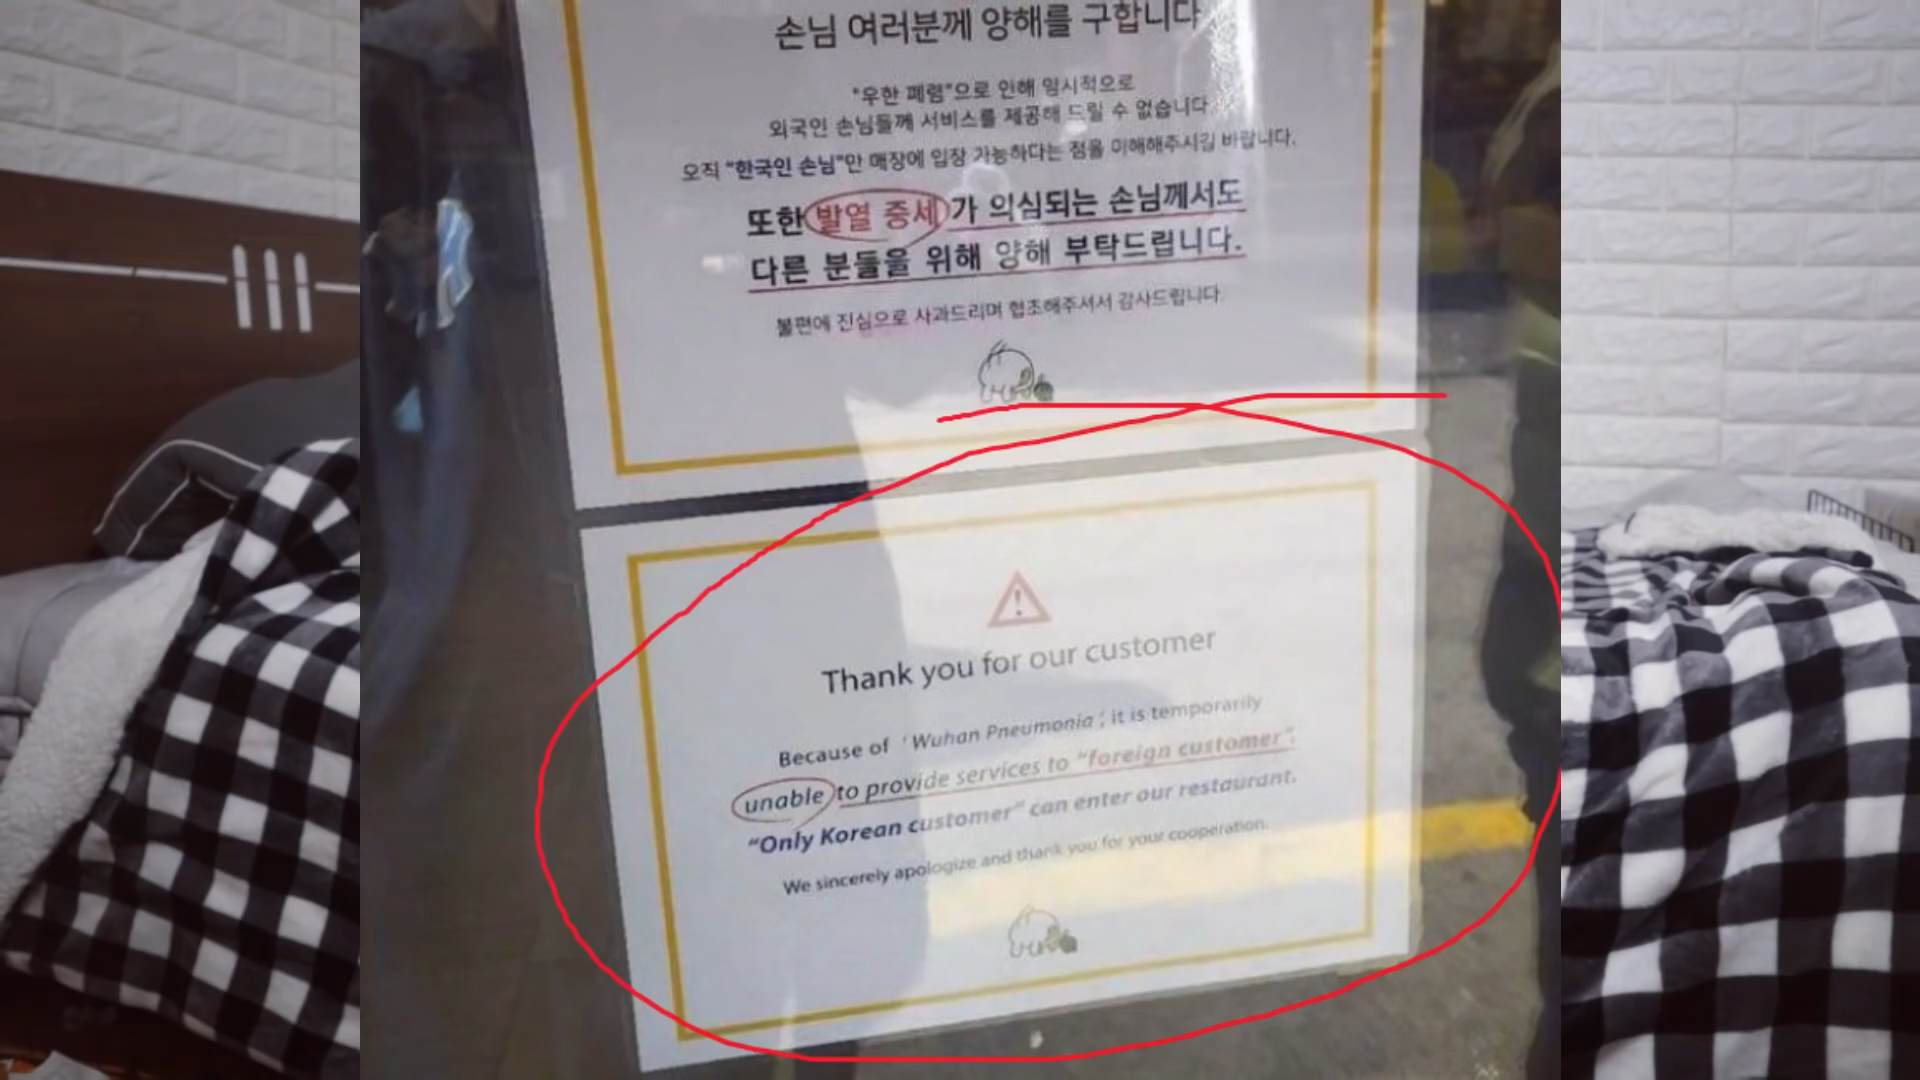 손님 여러분께 양해를 구합니다
"우한 폐렴"으로 인해 임시적으로
외국인 손님들께 서비스를 제공해 드릴 수 없습니다
오직 "한국인 손님"만 매장에 입장 가능하다는 점을 이해해주시길 바랍니다.
또한 발열 증세가 의심되는 손님께서도
다른 분들을 위해 양해 부탁드립니다.
불편에 진심으로 사과드리며 협조해주셔서 감사드립니다
Thank you for our customer
Because of 'Wuhan Pneumonia', it is temporarily
unable to provide services to "foreign customer".
"Only Korean customer" can enter our restaurant.
We sincerely apologize and thank you for your cooperation.